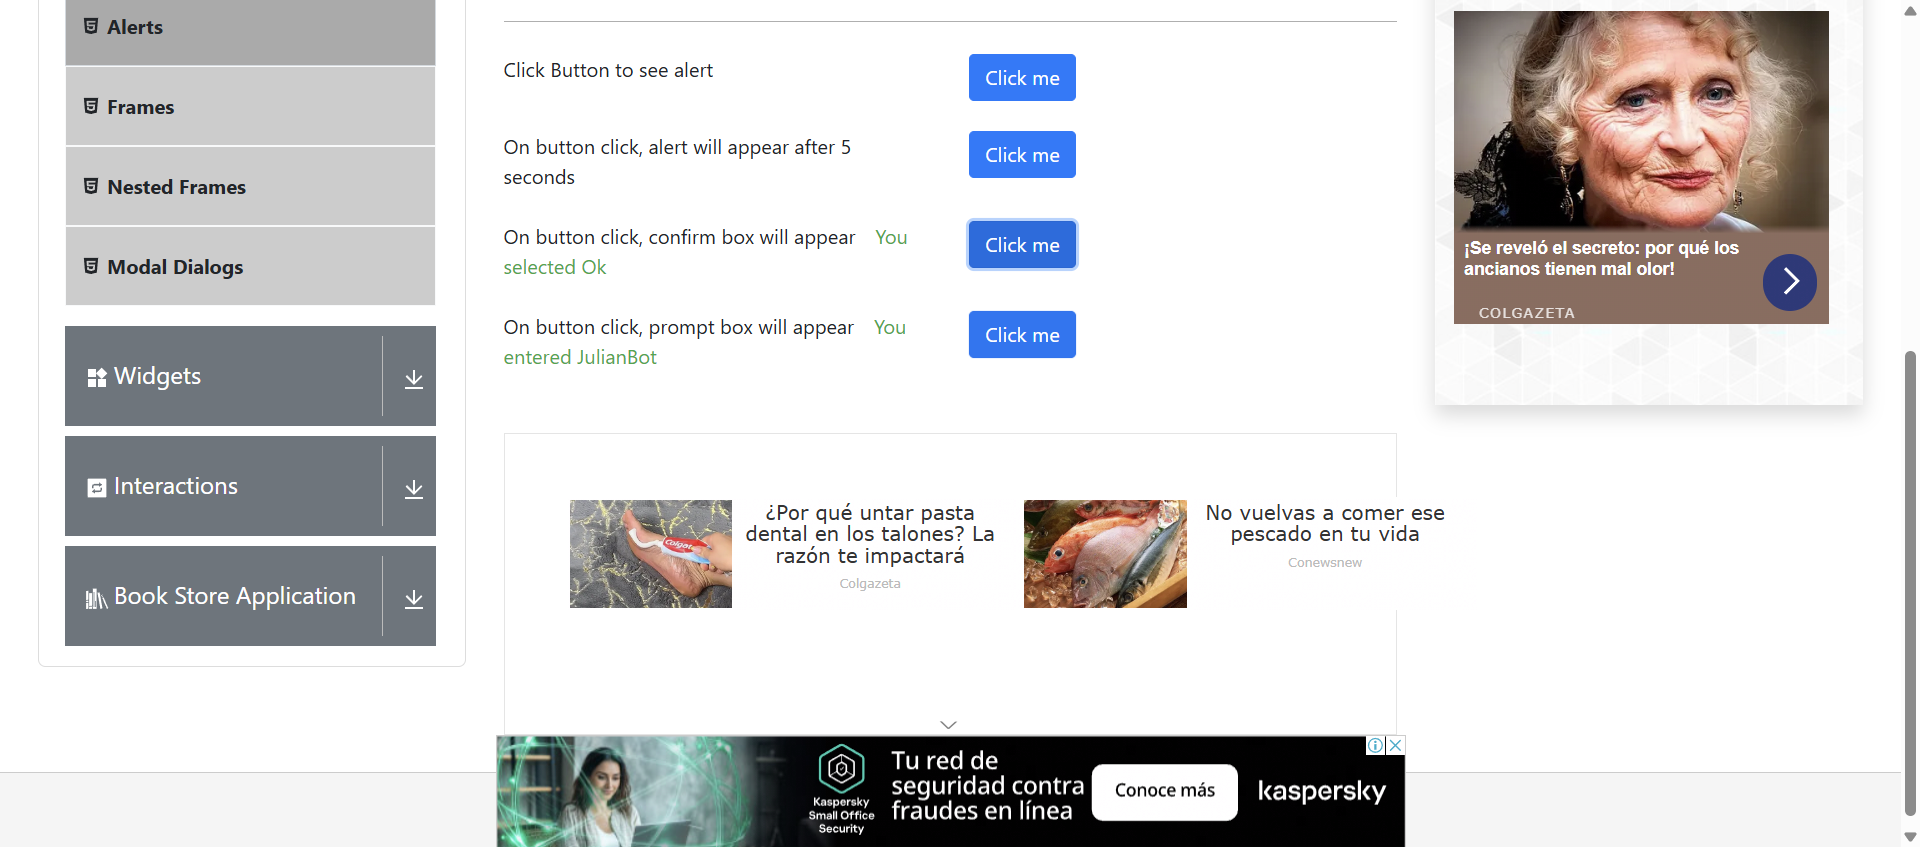 Alerts
Frames
Nested Frames
Modal Dialogs
Widgets
Interactions
Book Store Application
Click Button to see alert
Click me
On button click, alert will appear after 5
seconds
Click me
On button click, confirm box will appear You
selected Ok
Click me
On button click, prompt box will appear You
entered JulianBot
Click me
¿Por qué untar pasta
dental en los talones? La
razón te impactará
Colgazeta
No vuelvas a comer ese
pescado en tu vida
Conewsnew
¡Se reveló el secreto: por qué los
ancianos tienen mal olor!
COLGAZETA
Kaspersky
Small Office
Security
Tu red de
seguridad contra
fraudes en línea
Conoce más
kaspersky